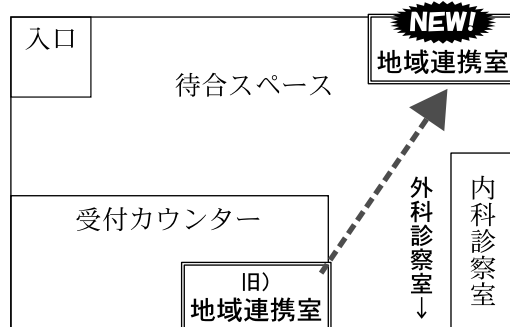 入口
NEW!
地域連携室
待合スペース
受付カウンター
旧)
地域連携室
外科診察室↓
内科診察室